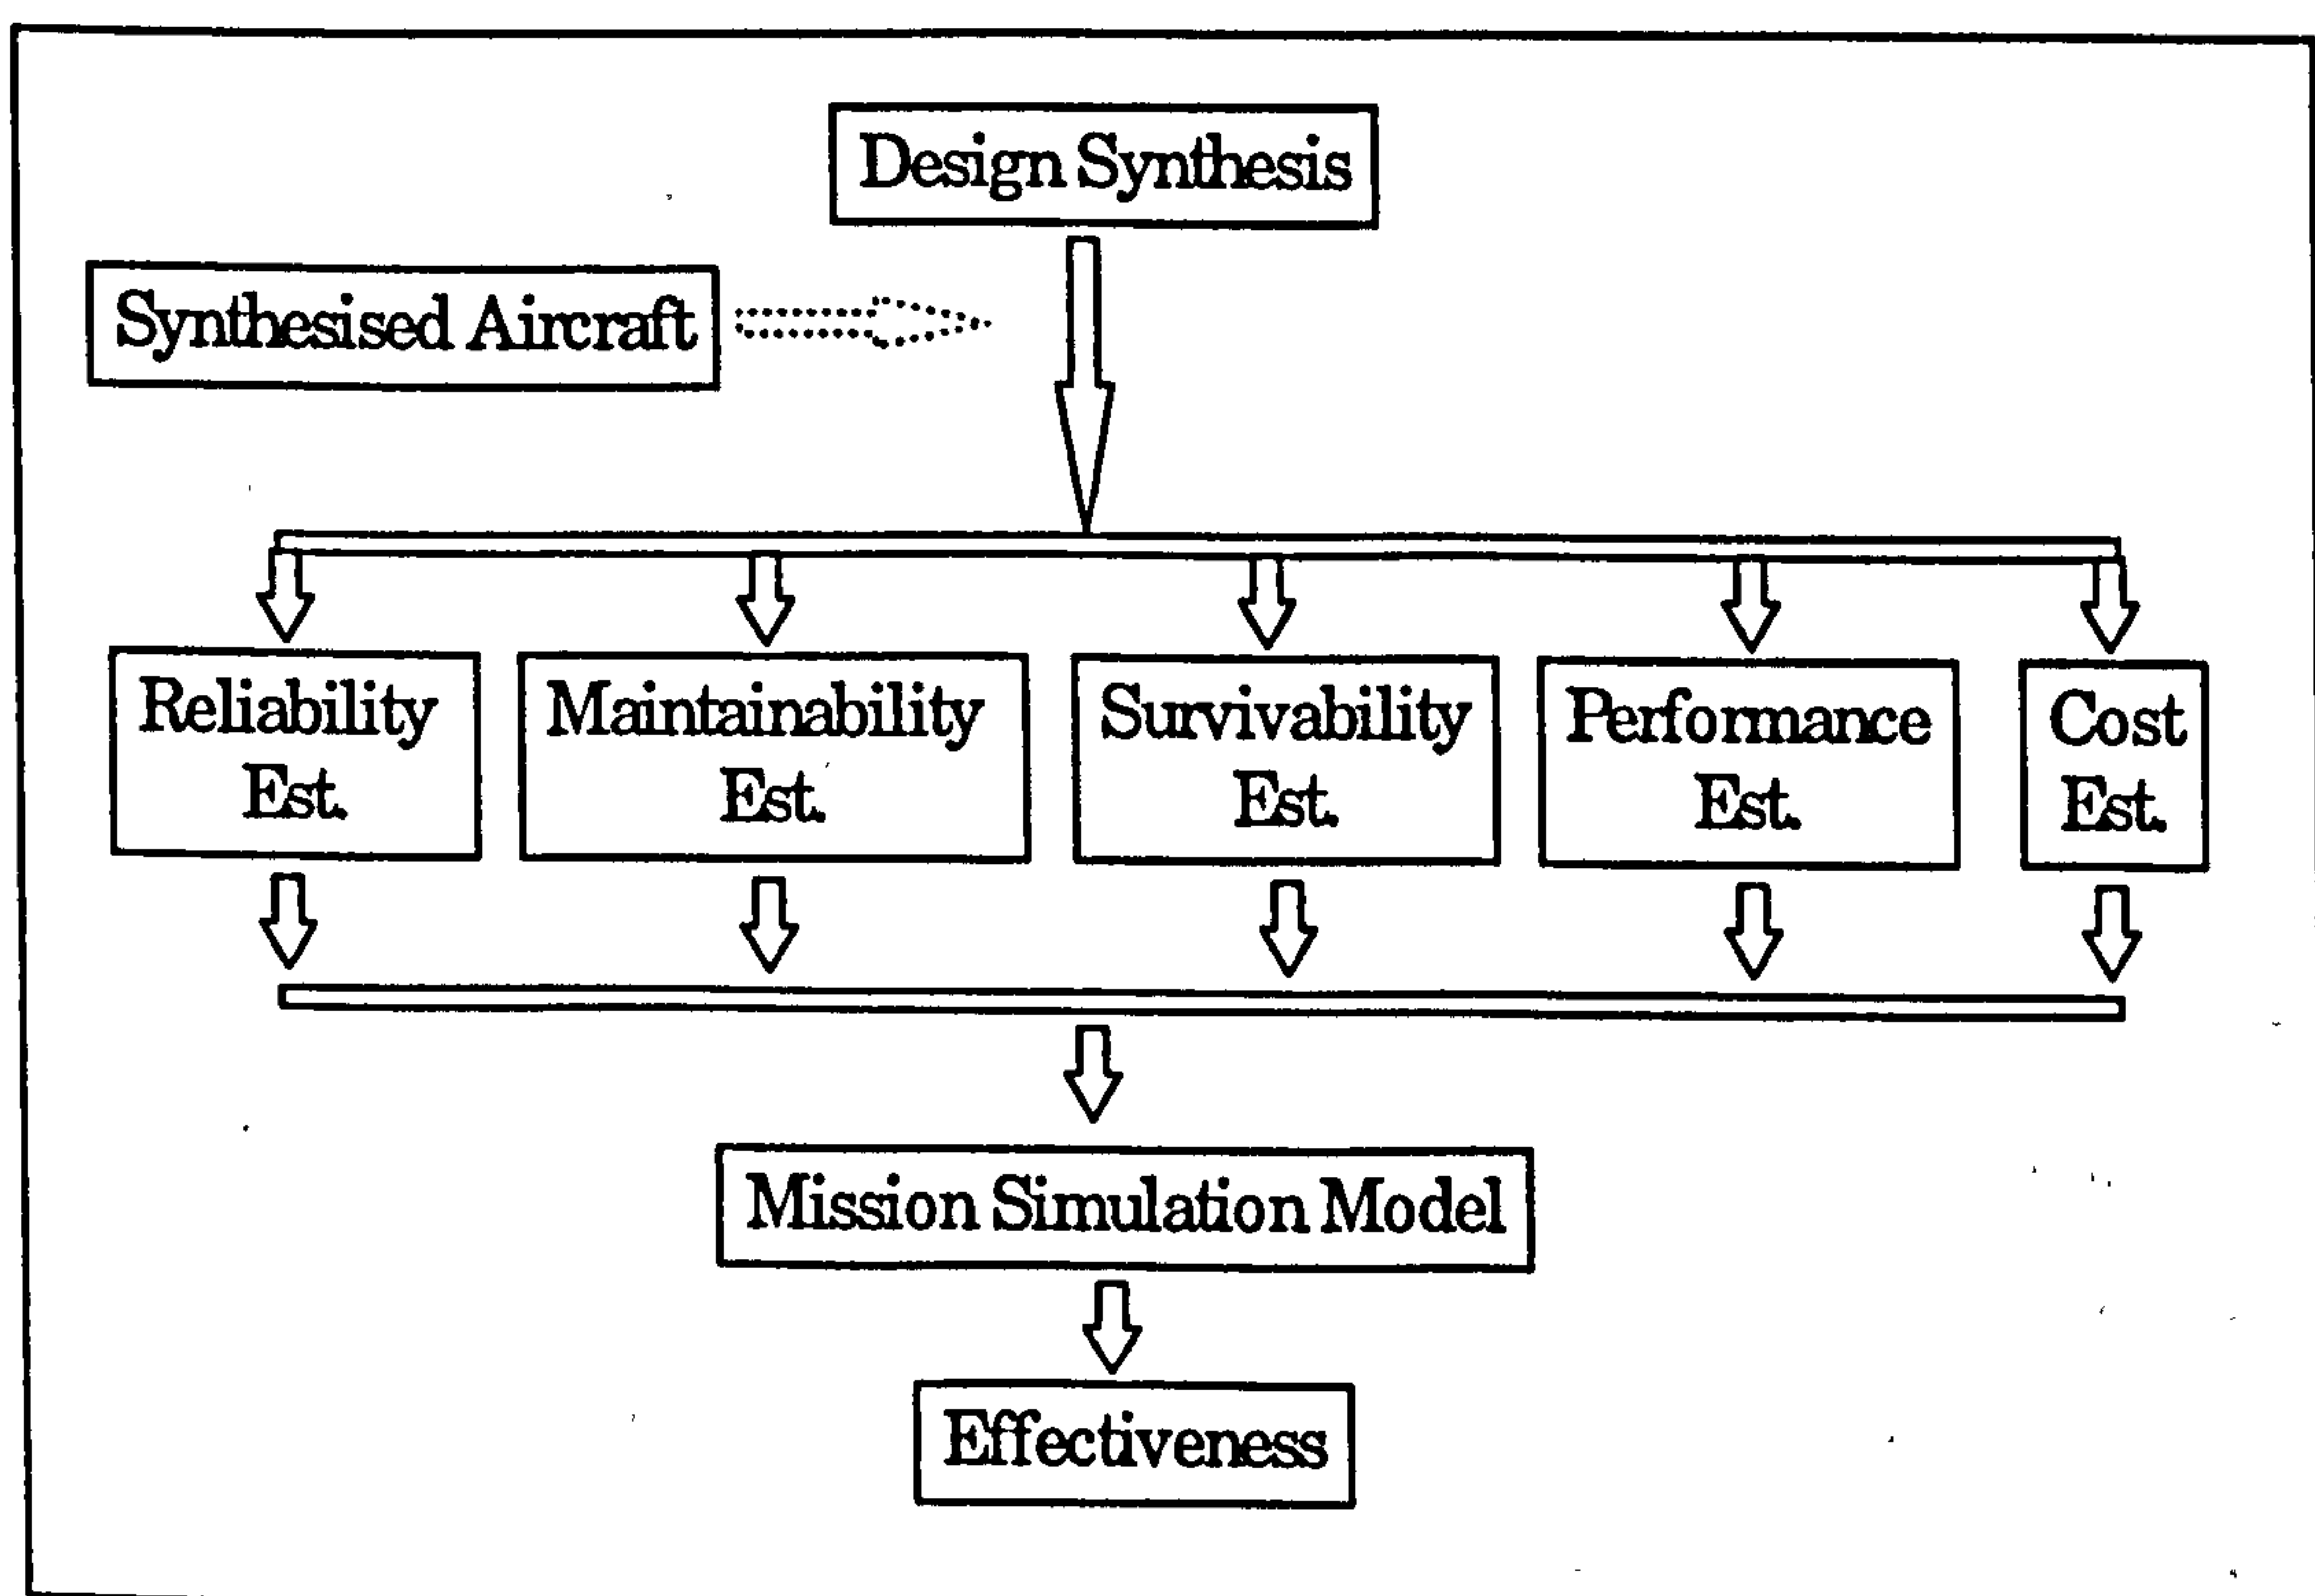 Design Synthesis
Synthesised Aircraft
Reliability
Est.
Maintainability
Est.
Survivability
Est.
Performance
Est.
Cost
Est.
Mission Simulation Model
Effectiveness